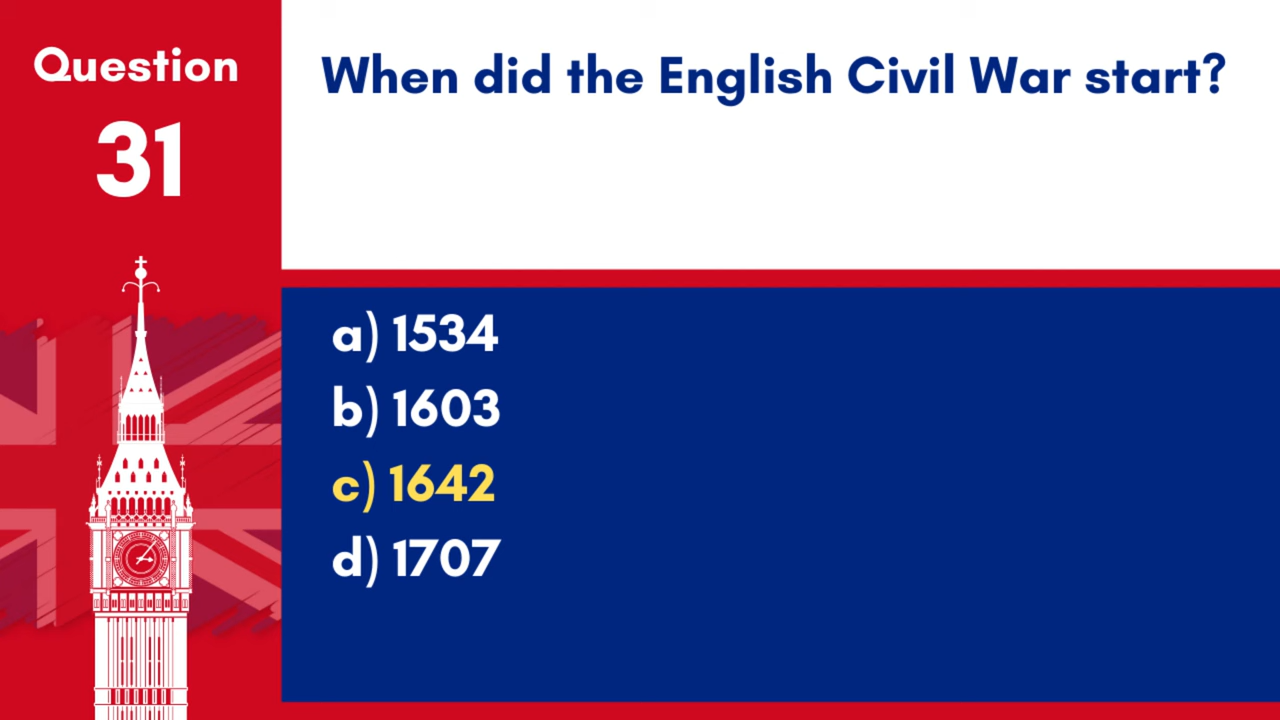 Question
31
When did the English Civil War start?
a) 1534
b) 1603
c) 1642
d) 1707